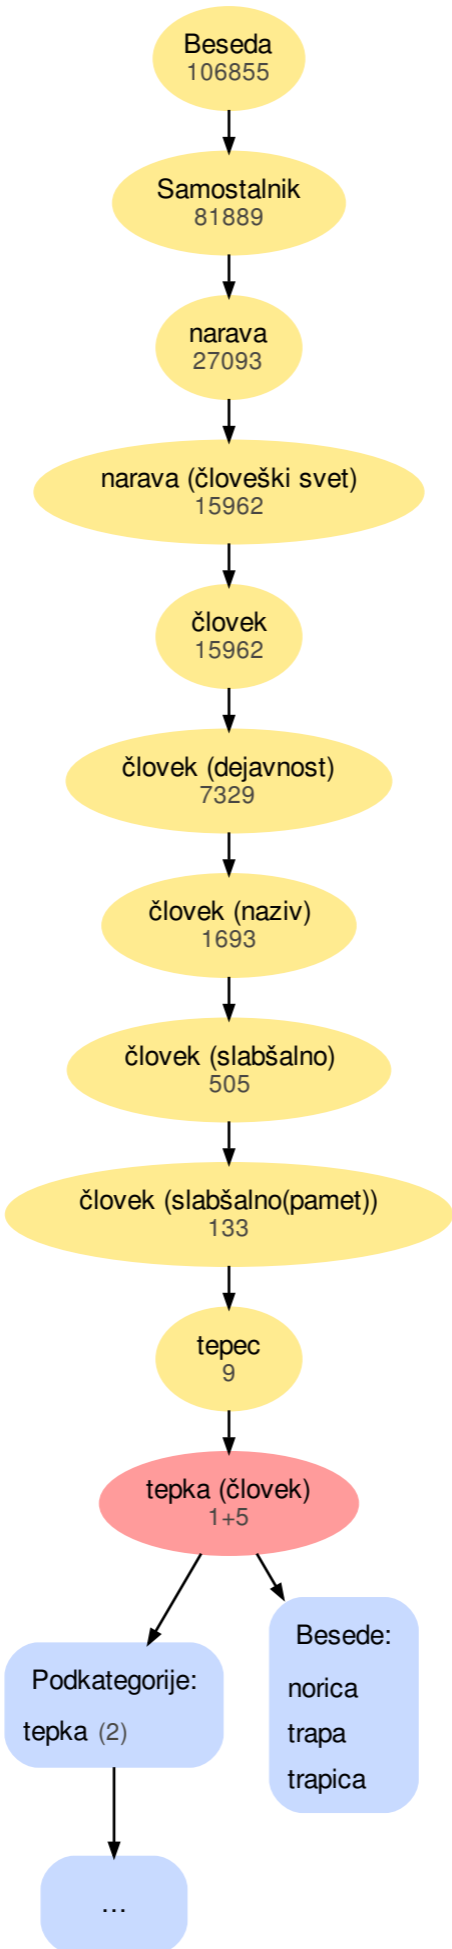 Beseda
106855
Samostalnik
81889
narava
27093
narava (človeški svet)
15962
človek
15962
človek (dejavnost)
7329
človek (naziv)
1693
človek (slabšalno)
505
človek (slabšalno(pamet))
133
tepec
9
tepka (človek)
1+5
Podkategorije:
tepka (2)
...
Besede:
norica
trapa
trapica